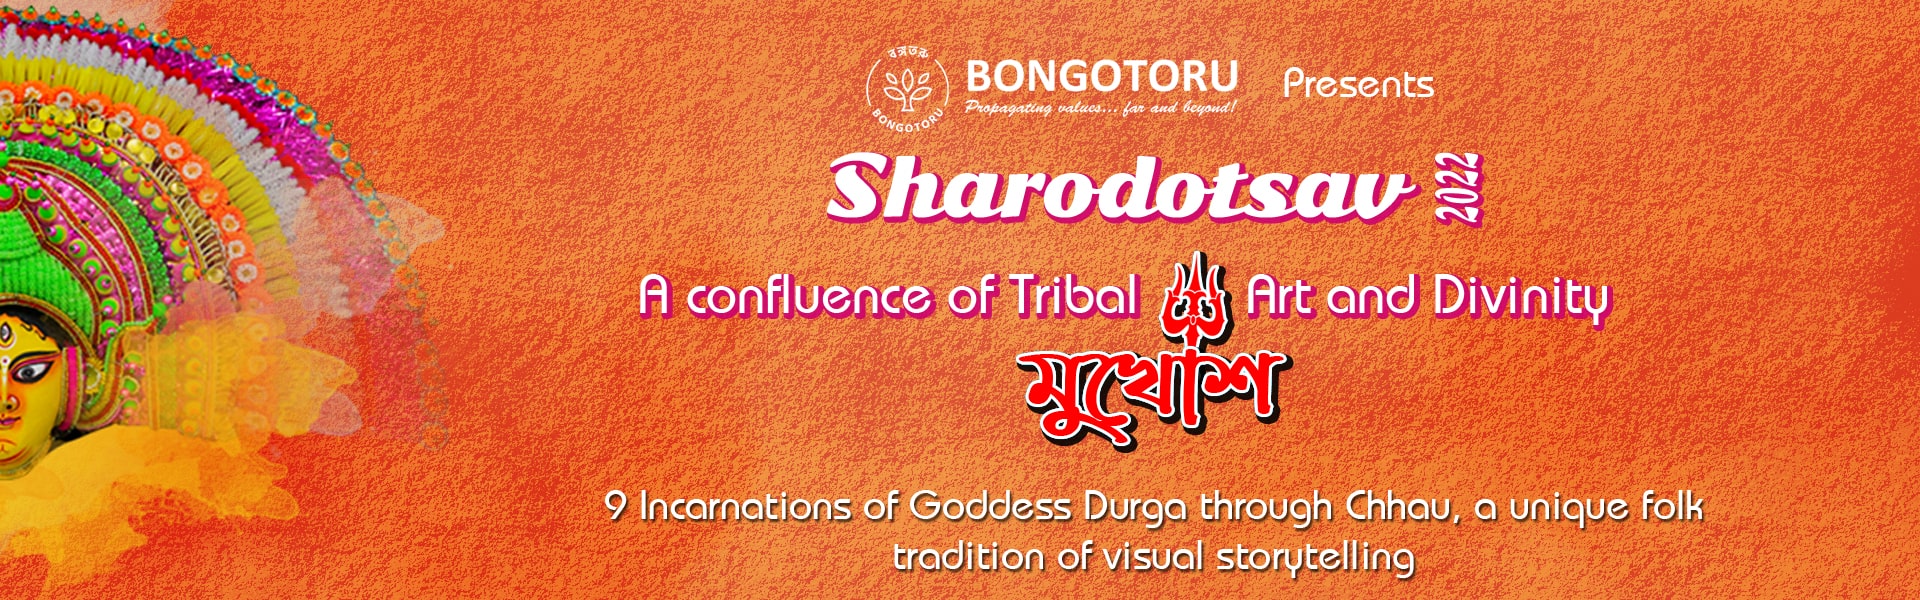 বঙ্গতরু
BONGOTORU
BONGOTORU Presents
Propagating values... far and beyond!
Sharodotsav 2022
A confluence of Tribal Art and Divinity
মুখোশ
9 Incarnations of Goddess Durga through Chhau, a unique folk
tradition of visual storytelling